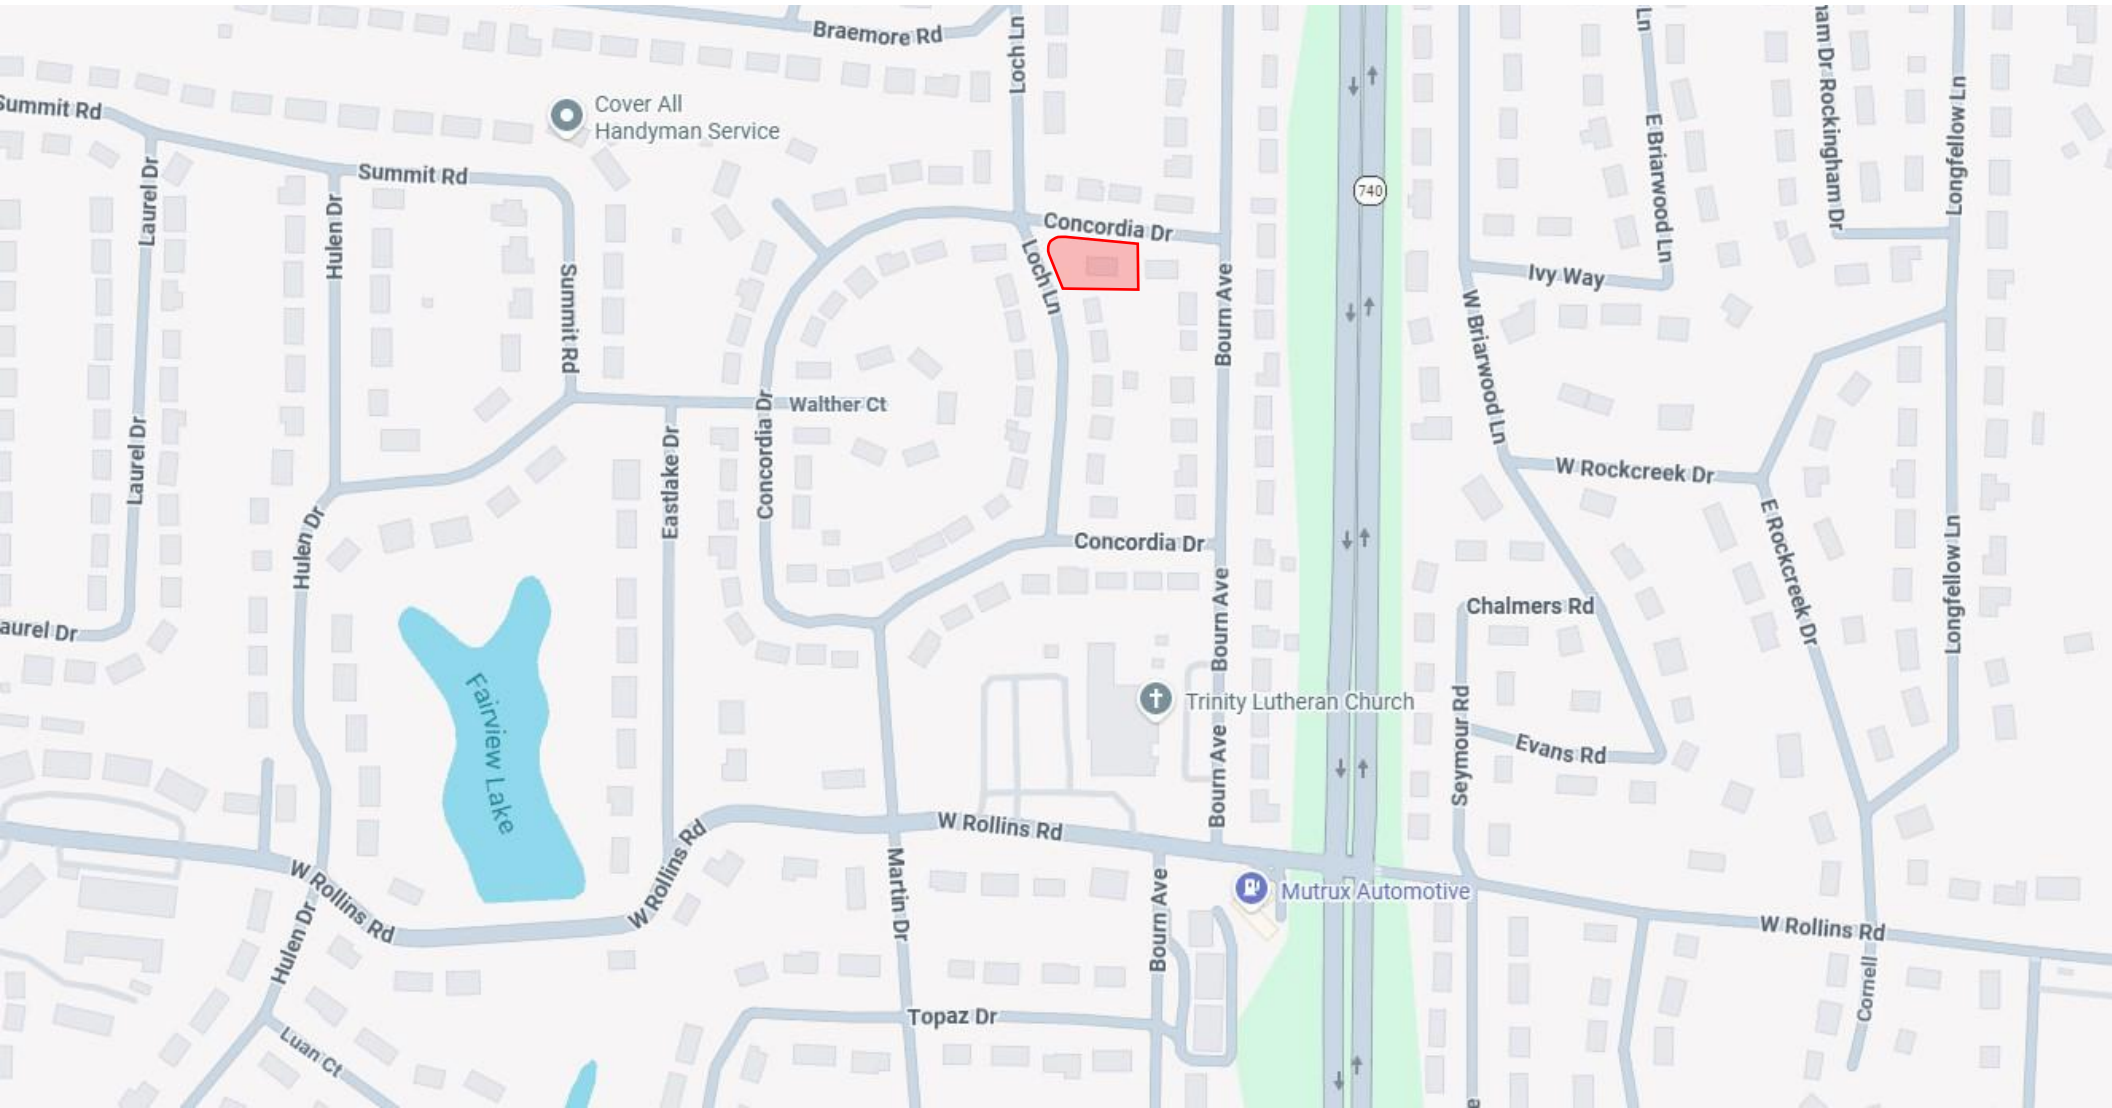 Braemore Rd
Loch Ln
Ln
Summit Rd
Cover All
Handyman Service
Summit Rd
Laurel Dr
Hulen Dr
Summit Rd
Concordia Dr
Loch Ln
740
E Briarwood Ln
Rockingham Dr
Longfellow Ln
Ivy Way
Bourn Ave
W Briarwood Ln
Walther Ct
Concordia Dr
Laurel Dr
Eastlake Dr
Hulen Dr
W Rockcreek Dr
E Rockcreek Dr
Concordia Dr
Longfellow Ln
Bourn Ave
Chalmers Rd
aurel Dr
Fairview Lake
Trinity Lutheran Church
Bourn Ave
Seymour Rd
Evans Rd
W Rollins Rd
W Rollins Rd
W Rollins Rd
Martin Dr
Mutrux Automotive
Hulen Dr
Bourn Ave
W Rollins Rd
Cornell
Topaz Dr
Luan Ct